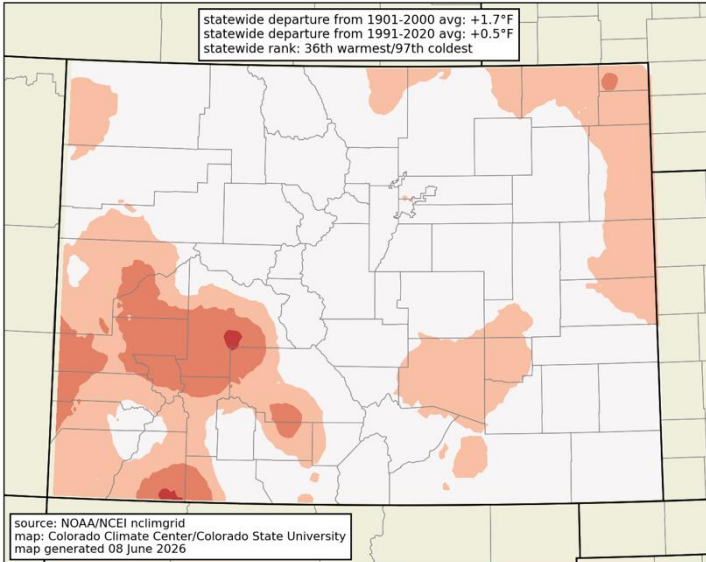 statewide departure from 1901-2000 avg: +1.7°F
statewide departure from 1991-2020 avg: +0.5°F
statewide rank: 36th warmest/97th coldest
source: NOAA/NCEI nclimgrid
map: Colorado Climate Center/Colorado State University
map generated 08 June 2026